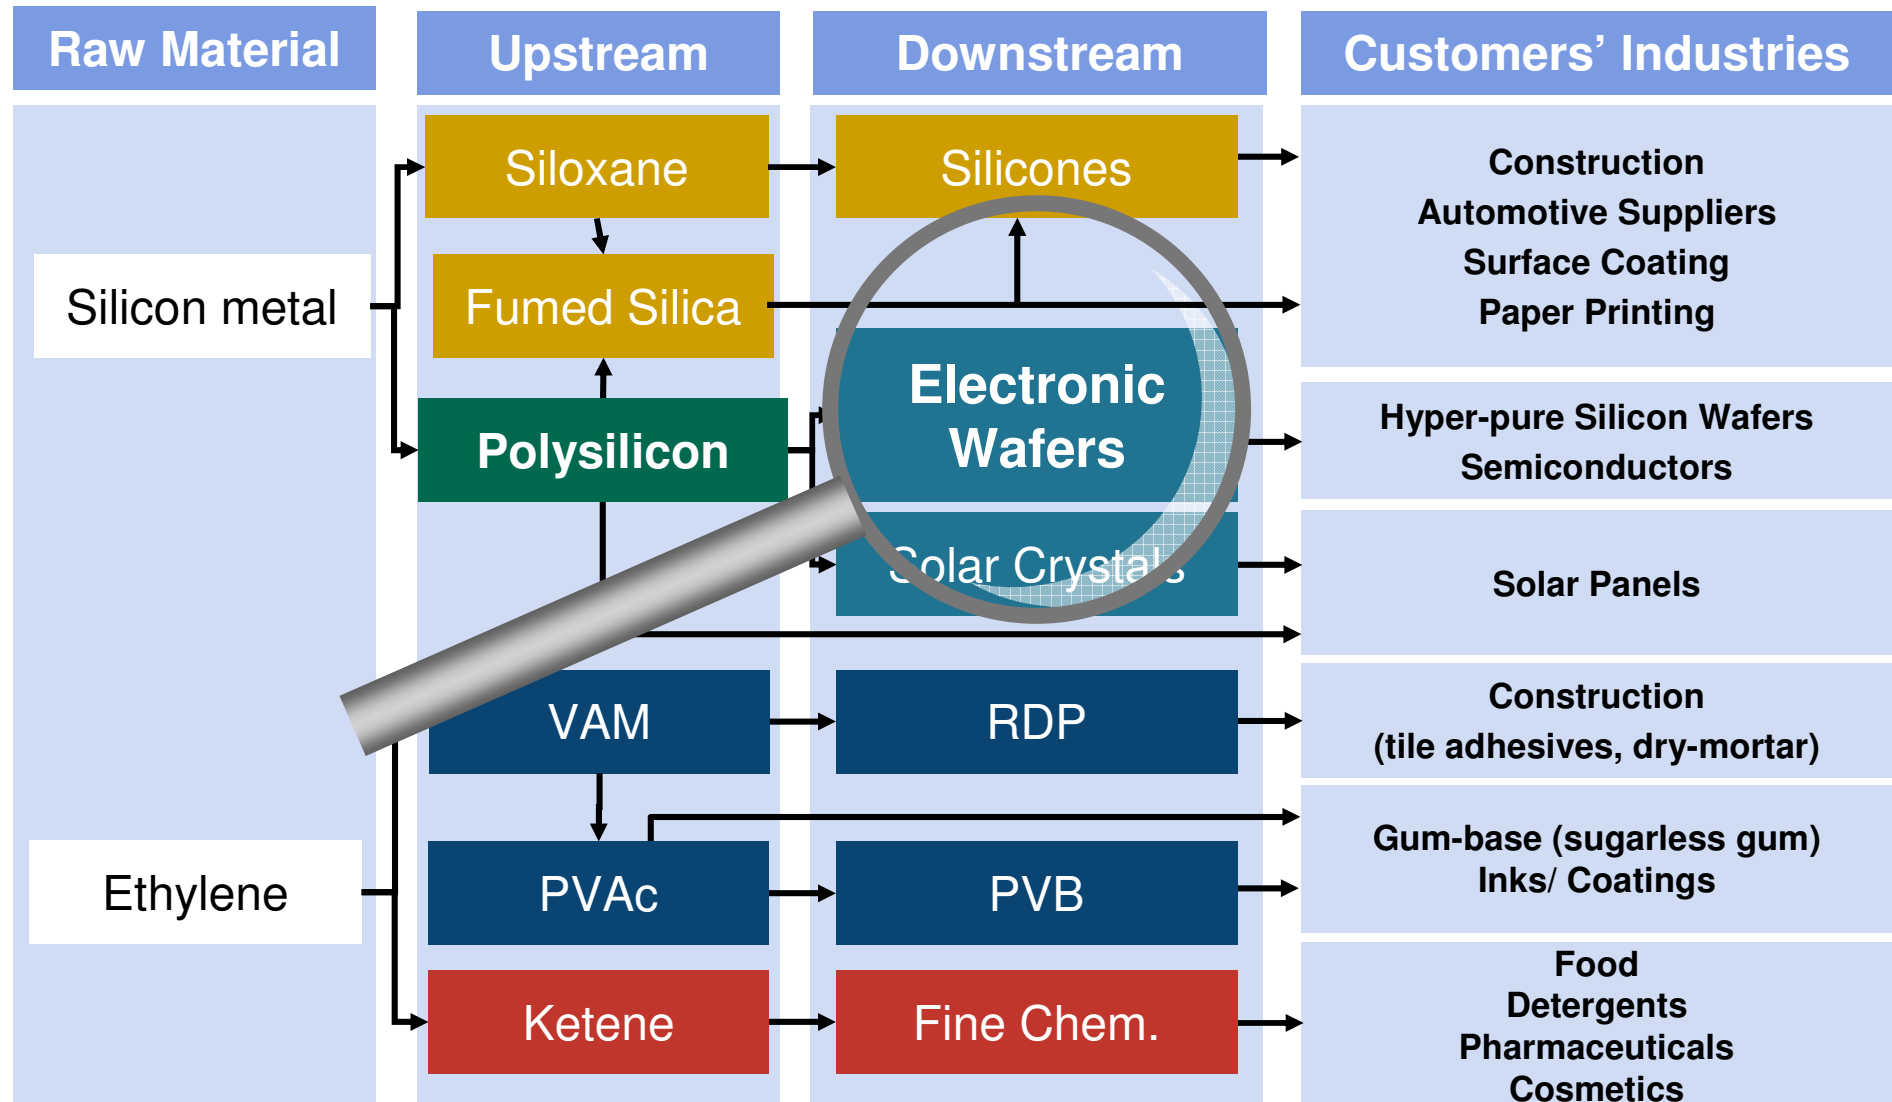 Raw Material
Upstream
Downstream
Customers’ Industries
Silicon metal
Ethylene
Siloxane
Fumed Silica
Polysilicon
VAM
PVAc
Ketene
Silicones
Electronic
Wafers
Solar Crystals
RDP
PVB
Fine Chem.
Construction
Automotive Suppliers
Surface Coating
Paper Printing
Hyper-pure Silicon Wafers
Semiconductors
Solar Panels
Construction
(tile adhesives, dry-mortar)
Gum-base (sugarless gum)
Inks/ Coatings
Food
Detergents
Pharmaceuticals
Cosmetics